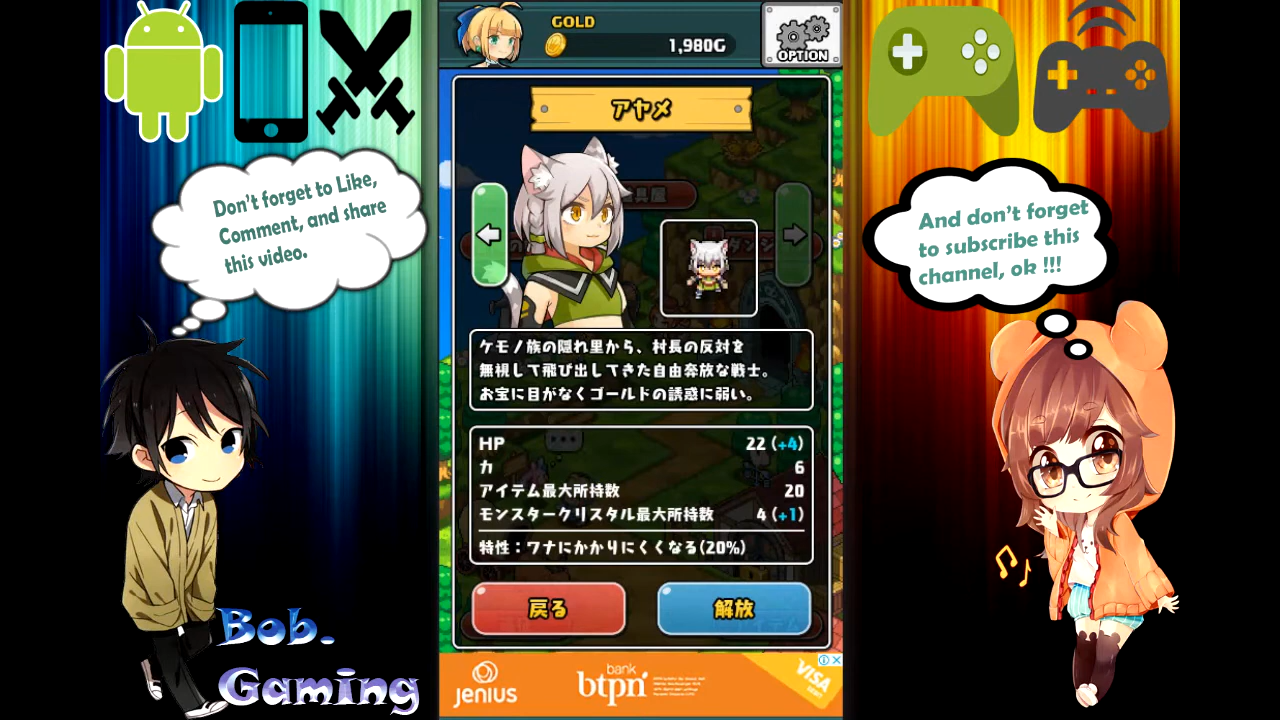 GOLD
1,980G
OPTION
アヤメ
Don't forget to Like,
Comment, and share
this video.
And don't forget
to subscribe this
channel, ok !!!
ケモノ族の隠れ里から、村長の反対を
無視して飛び出してきた自由奔放な戦士。
お宝に目がなくゴールドの誘惑に弱い。
HP 22 (+4)
力 6
アイテム最大所持数 20
モンスタークリスタル最大所持数 4 (+1)
特性：ワナにかかりにくくなる(20%)
戻る
解放
Bob.
Gaming
JENIUS
bank
btpn
VISA
DEBIT